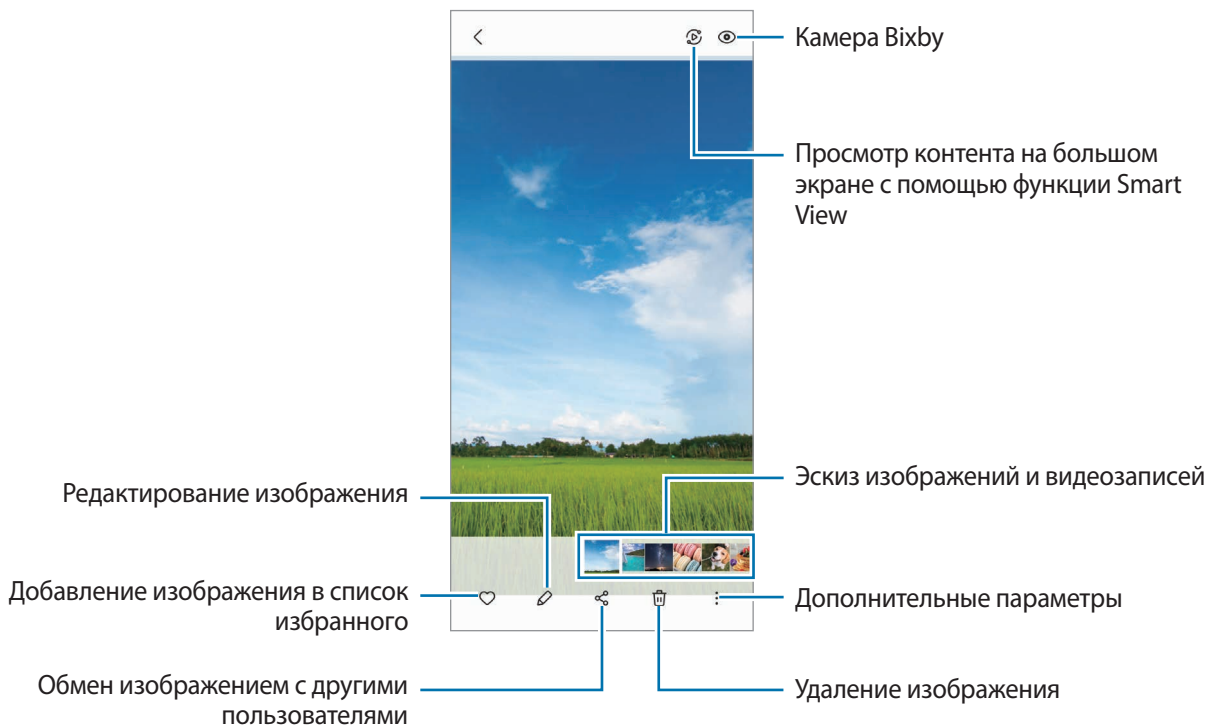 Камера Bixby
Просмотр контента на большом
экране с помощью функции Smart
View
Эскиз изображений и видеозаписей
Редактирование изображения
Добавление изображения в список
избранного
Дополнительные параметры
Обмен изображением с другими
пользователями
Удаление изображения